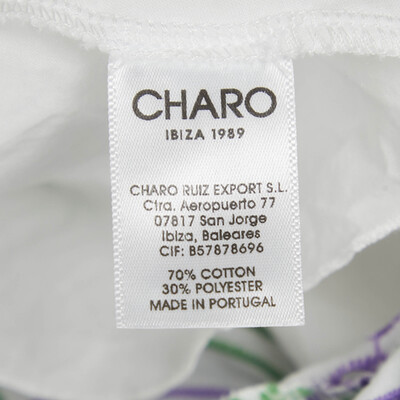 CHARO
IBIZA 1989
CHARO RUIZ EXPORT S.L.
Ctra. Aeropuerto 77
07817 San Jorge
Ibiza, Baleares
CIF: B57878696
70% COTTON
30% POLYESTER
MADE IN PORTUGAL